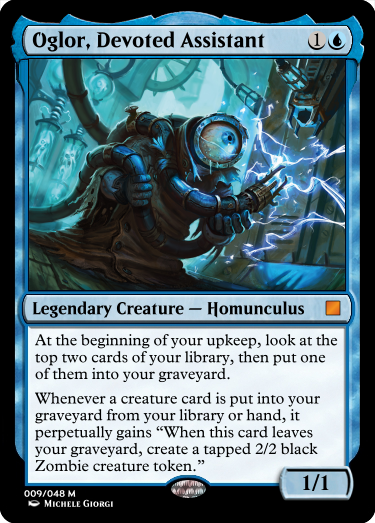 Oglor, Devoted Assistant 1
Legendary Creature — Homunculus
At the beginning of your upkeep, look at the
top two cards of your library, then put one
of them into your graveyard.
Whenever a creature card is put into your
graveyard from your library or hand, it
perpetually gains “When this card leaves
your graveyard, create a tapped 2/2 black
Zombie creature token.”
1/1
009/048 M
Michele Giorgi